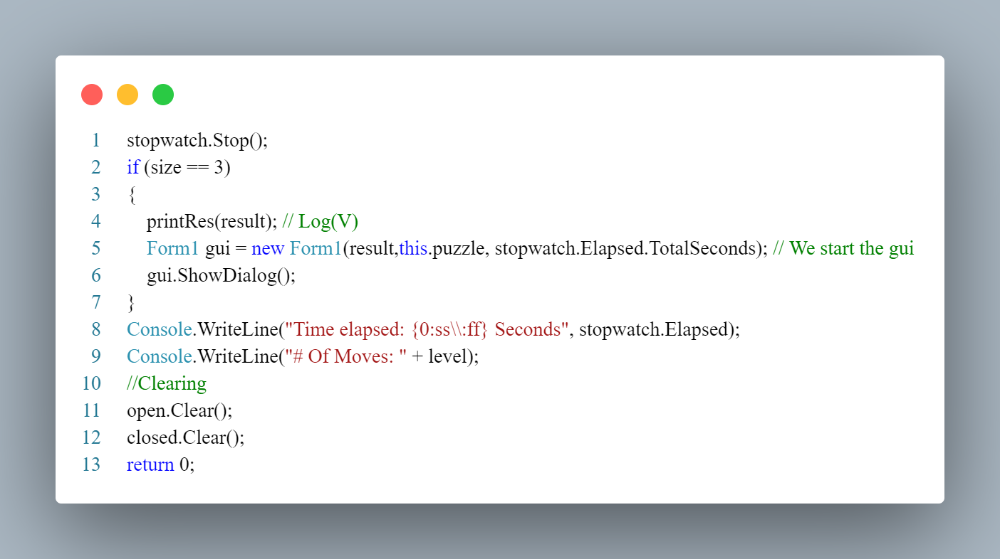 1 stopwatch.Stop();
2 if (size == 3)
3 {
4     printRes(result); // Log(V)
5     Form1 gui = new Form1(result,this.puzzle, stopwatch.Elapsed.TotalSeconds); // We start the gui
6     gui.ShowDialog();
7 }
8 Console.WriteLine("Time elapsed: {0:ss\\:ff} Seconds", stopwatch.Elapsed);
9 Console.WriteLine("# Of Moves: " + level);
10 //Clearing
11 open.Clear();
12 closed.Clear();
13 return 0;